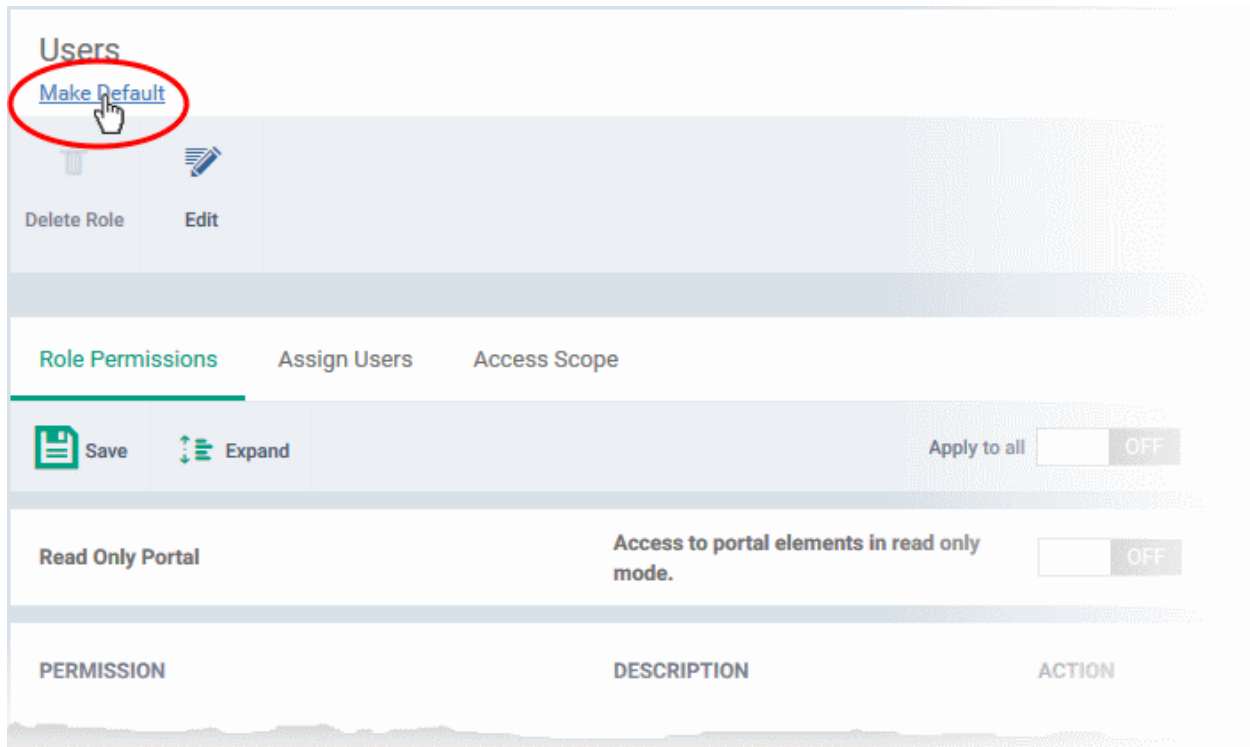 Users
Make Default
Delete Role Edit
Role Permissions Assign Users Access Scope
Save Expand Apply to all OFF
Read Only Portal Access to portal elements in read only mode. OFF
PERMISSION DESCRIPTION ACTION